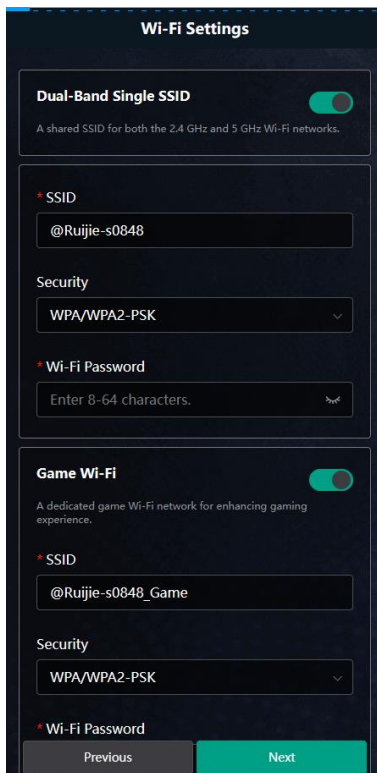 Wi-Fi Settings
Dual-Band Single SSID
A shared SSID for both the 2.4 GHz and 5 GHz Wi-Fi networks.
* SSID
@Ruijie-s0848
Security
WPA/WPA2-PSK
* Wi-Fi Password
Enter 8-64 characters.
Game Wi-Fi
A dedicated game Wi-Fi network for enhancing gaming
experience.
* SSID
@Ruijie-s0848_Game
Security
WPA/WPA2-PSK
* Wi-Fi Password
Previous
Next